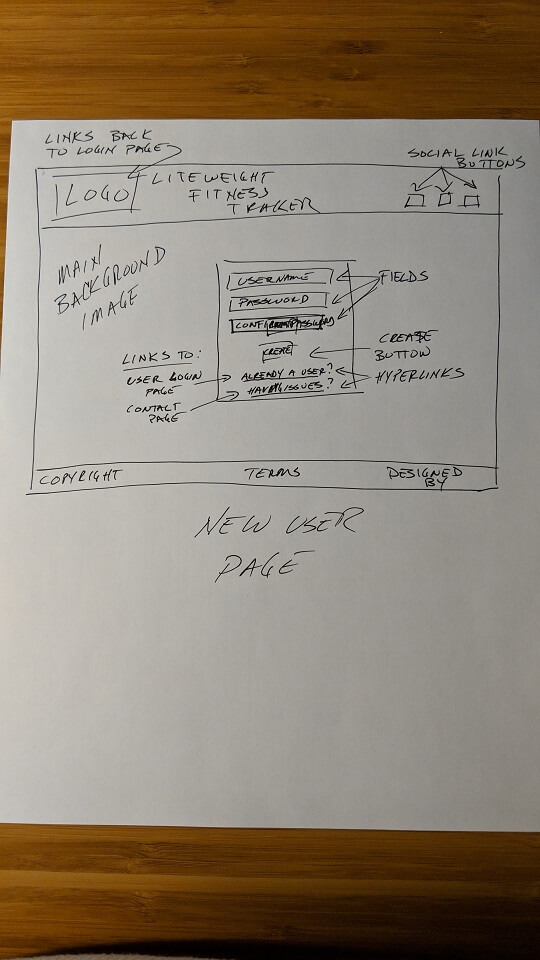 LINKS BACK
TO LOGIN PAGE
SOCIAL LINK
BUTTONS
LOGO
LITEWEIGHT
FITNESS
TRAKER
MAIN
BACKGROUND
IMAGE
USERNAME
FIELDS
PASSWORD
CONFIRM PASSWORD
CREATE
CREATE
BUTTON
LINKS TO:
USER LOGIN
PAGE
ALREADY A USER?
HYPERLINKS
HAVING ISSUES?
CONTACT
PAGE
COPYRIGHT
TERMS
DESIGNED
BY
NEW USER
PAGE